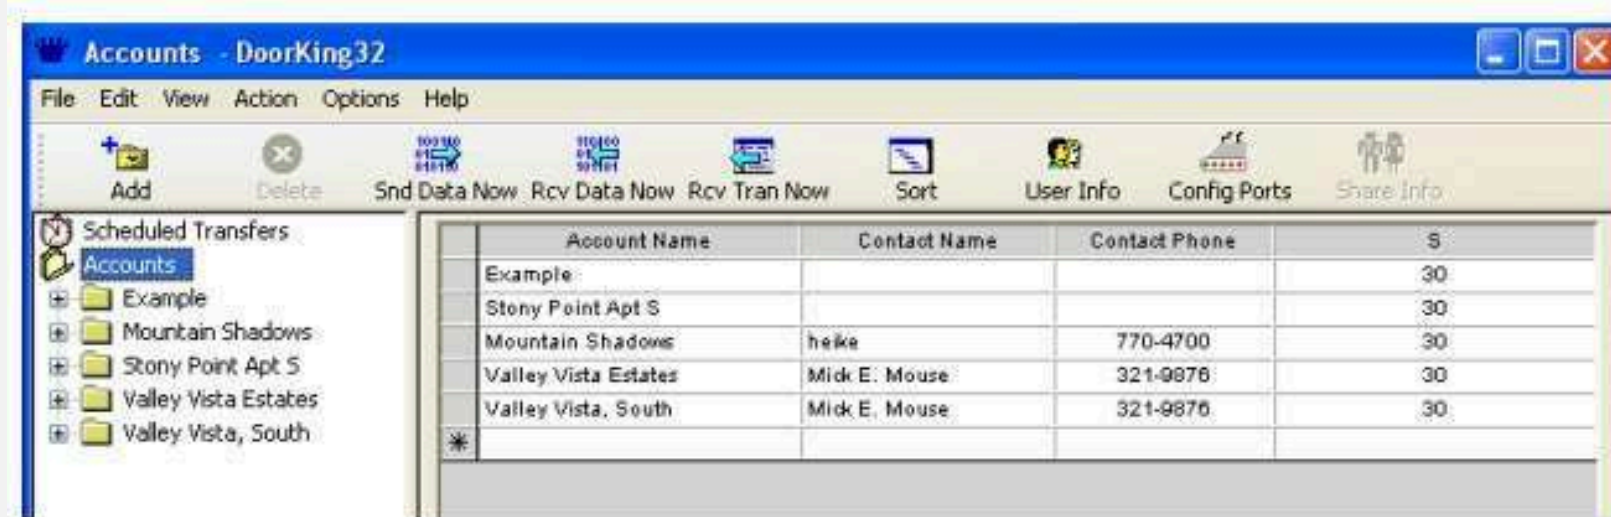 Accounts - DoorKing32
File Edit View Action Options Help
Add Delete Snd Data Now Rcv Data Now Rcv Tran Now Sort User Info Config Ports Share Info
Scheduled Transfers
Accounts
Example
Mountain Shadows
Stony Point Apt S
Valley Vista Estates
Valley Vista, South
Account Name Contact Name Contact Phone S
Example 30
Stony Point Apt S 30
Mountain Shadows heike 770-4700 30
Valley Vista Estates Mick E. Mouse 321-9876 30
Valley Vista, South Mick E. Mouse 321-9876 30